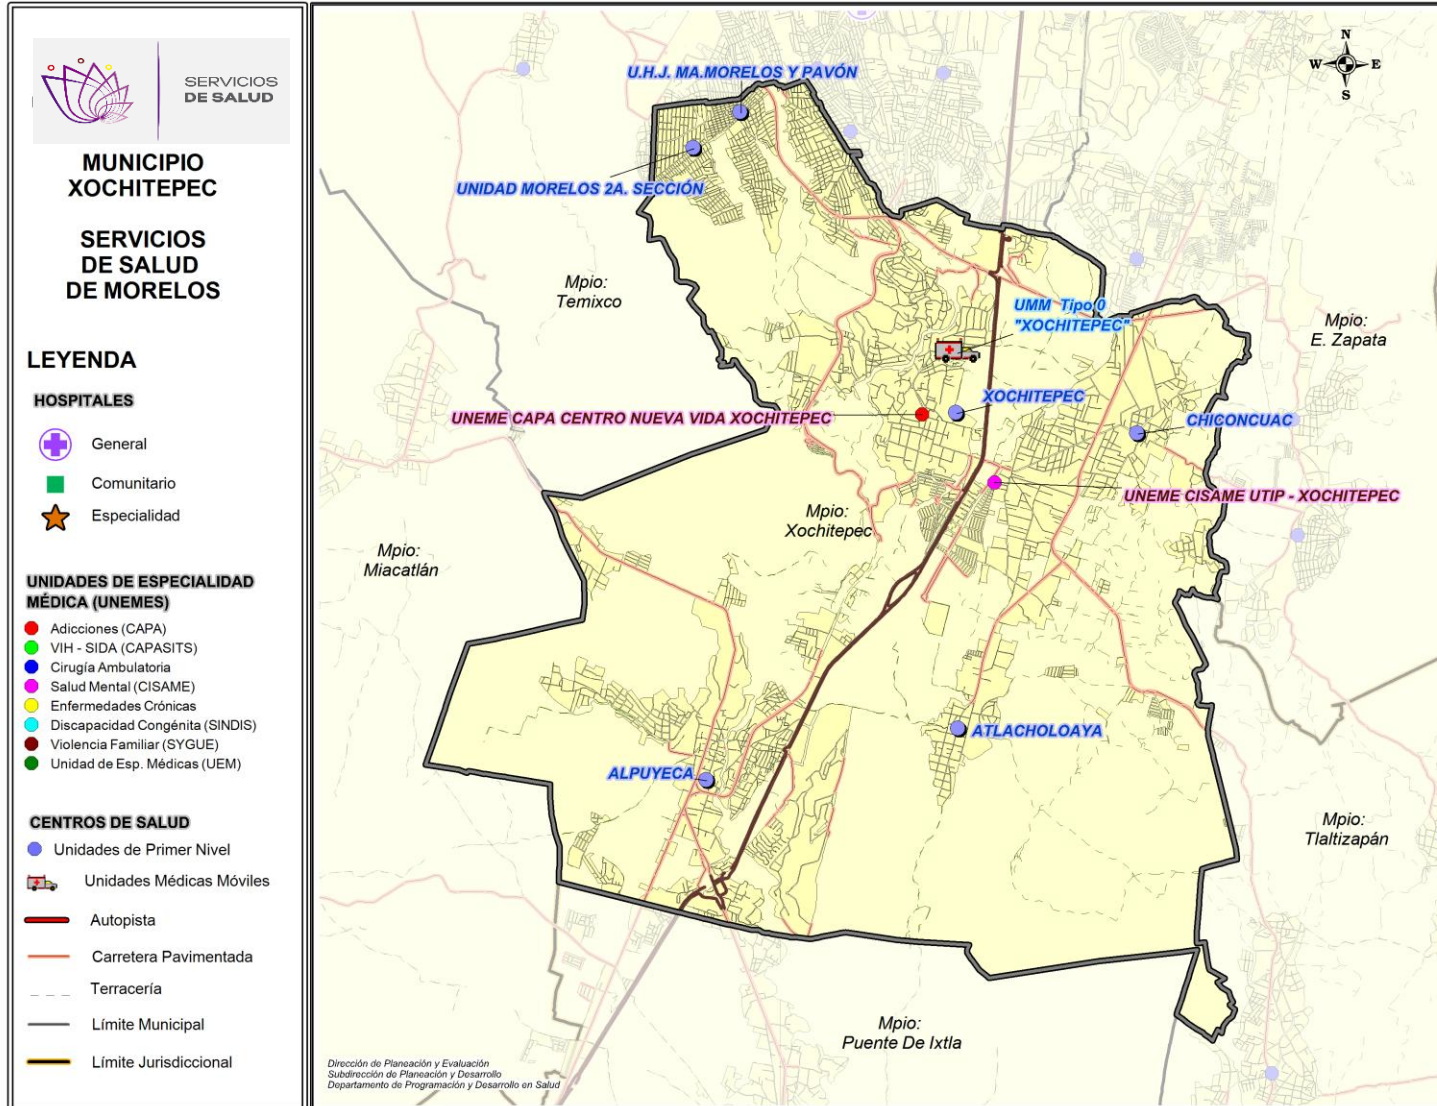 SERVICIOS
DE SALUD
MUNICIPIO
XOCHITEPEC
SERVICIOS
DE SALUD
DE MORELOS
LEYENDA
HOSPITALES
General
Comunitario
Especialidad
UNIDADES DE ESPECIALIDAD
MÉDICA (UNEMES)
Adicciones (CAPA)
VIH - SIDA (CAPASITS)
Cirugía Ambulatoria
Salud Mental (CISAME)
Enfermedades Crónicas
Discapacidad Congénita (SINDIS)
Violencia Familiar (SYGUE)
Unidad de Esp. Médicas (UEM)
CENTROS DE SALUD
Unidades de Primer Nivel
Unidades Médicas Móviles
Autopista
Carretera Pavimentada
Terracería
Límite Municipal
Límite Jurisdiccional
N
W E
S
U.H.J. MA.MORELOS Y PAVÓN
UNIDAD MORELOS 2A. SECCIÓN
Mpio:
Temixco
UMM Tipo 0
"XOCHITEPEC"
Mpio:
E. Zapata
XOCHITEPEC
UNEME CAPA CENTRO NUEVA VIDA XOCHITEPEC
CHICONCUAC
UNEME CISAME UTIP - XOCHITEPEC
Mpio:
Xochitepec
Mpio:
Miacatlán
ATLACHOLOAYA
ALPUYECA
Mpio:
Tlaltizapán
Mpio:
Puente De Ixtla
Dirección de Planeación y Evaluación
Subdirección de Planeación y Desarrollo
Departamento de Programación y Desarrollo en Salud